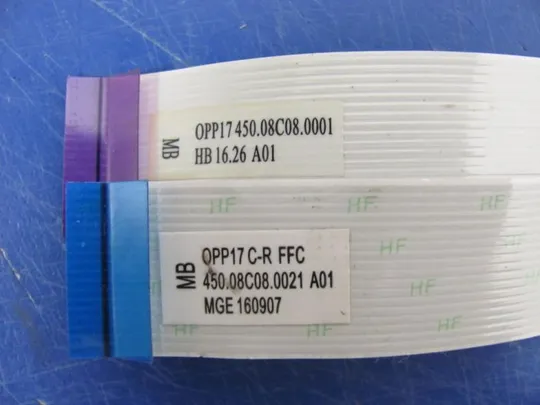 MB
OPP17 450.08C08.0001
HB 16.26 A01
HF HF HF
HF HF
MB
OPP17 C-R FFC
450.08C08.0021 A01
MGE 160907
HF
HF HF HF